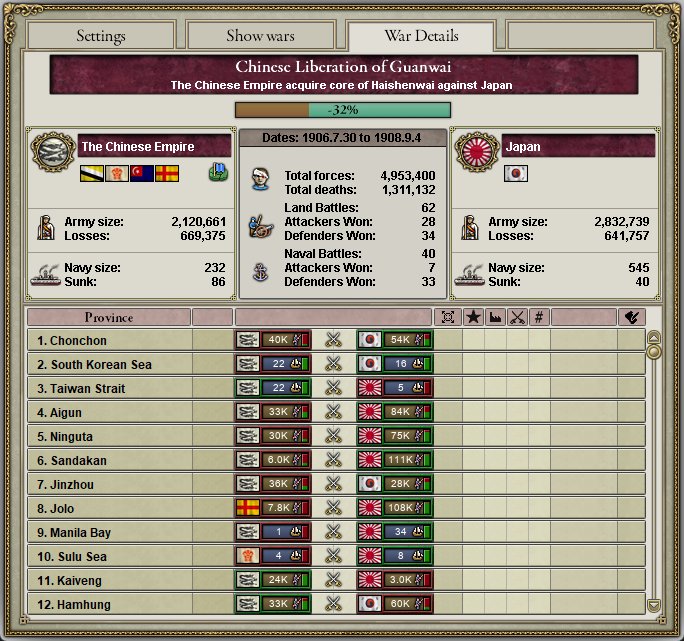 Settings
Show wars
War Details
Chinese Liberation of Guanwai
The Chinese Empire acquire core of Haishenwai against Japan
-32%
The Chinese Empire
Army size: 2,120,661
Losses: 669,375
Navy size: 232
Sunk: 86
Dates: 1906.7.30 to 1908.9.4
Total forces: 4,953,400
Total deaths: 1,311,132
Land Battles: 62
Attackers Won: 28
Defenders Won: 34
Naval Battles: 40
Attackers Won: 7
Defenders Won: 33
Japan
Army size: 2,832,739
Losses: 641,757
Navy size: 545
Sunk: 40
Province #
1. Chonchon 40K 54K
2. South Korean Sea 22 16
3. Taiwan Strait 22 5
4. Aigun 33K 84K
5. Ninguta 30K 75K
6. Sandakan 6.0K 111K
7. Jinzhou 36K 28K
8. Jolo 7.8K 108K
9. Manila Bay 1 34
10. Sulu Sea 4 8
11. Kaiveng 24K 3.0K
12. Hamhung 33K 60K